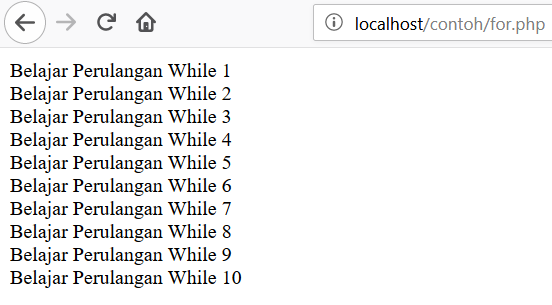 localhost/contoh/for.php
Belajar Perulangan While 1
Belajar Perulangan While 2
Belajar Perulangan While 3
Belajar Perulangan While 4
Belajar Perulangan While 5
Belajar Perulangan While 6
Belajar Perulangan While 7
Belajar Perulangan While 8
Belajar Perulangan While 9
Belajar Perulangan While 10